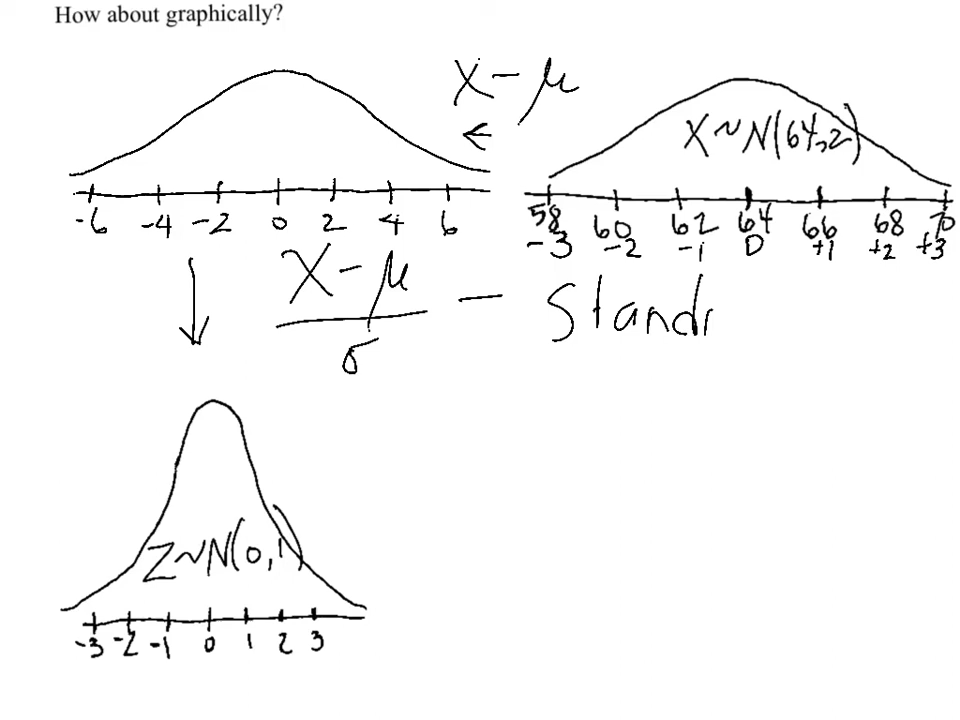 How about graphically?
X - μ
←
X ~ N(64, 2)
-6 -4 -2 0 2 4 6
58 60 62 64 66 68 70
-3 -2 -1 0 +1 +2 +3
X - μ
σ
- Standr
Z ~ N(0, 1)
-3 -2 -1 0 1 2 3